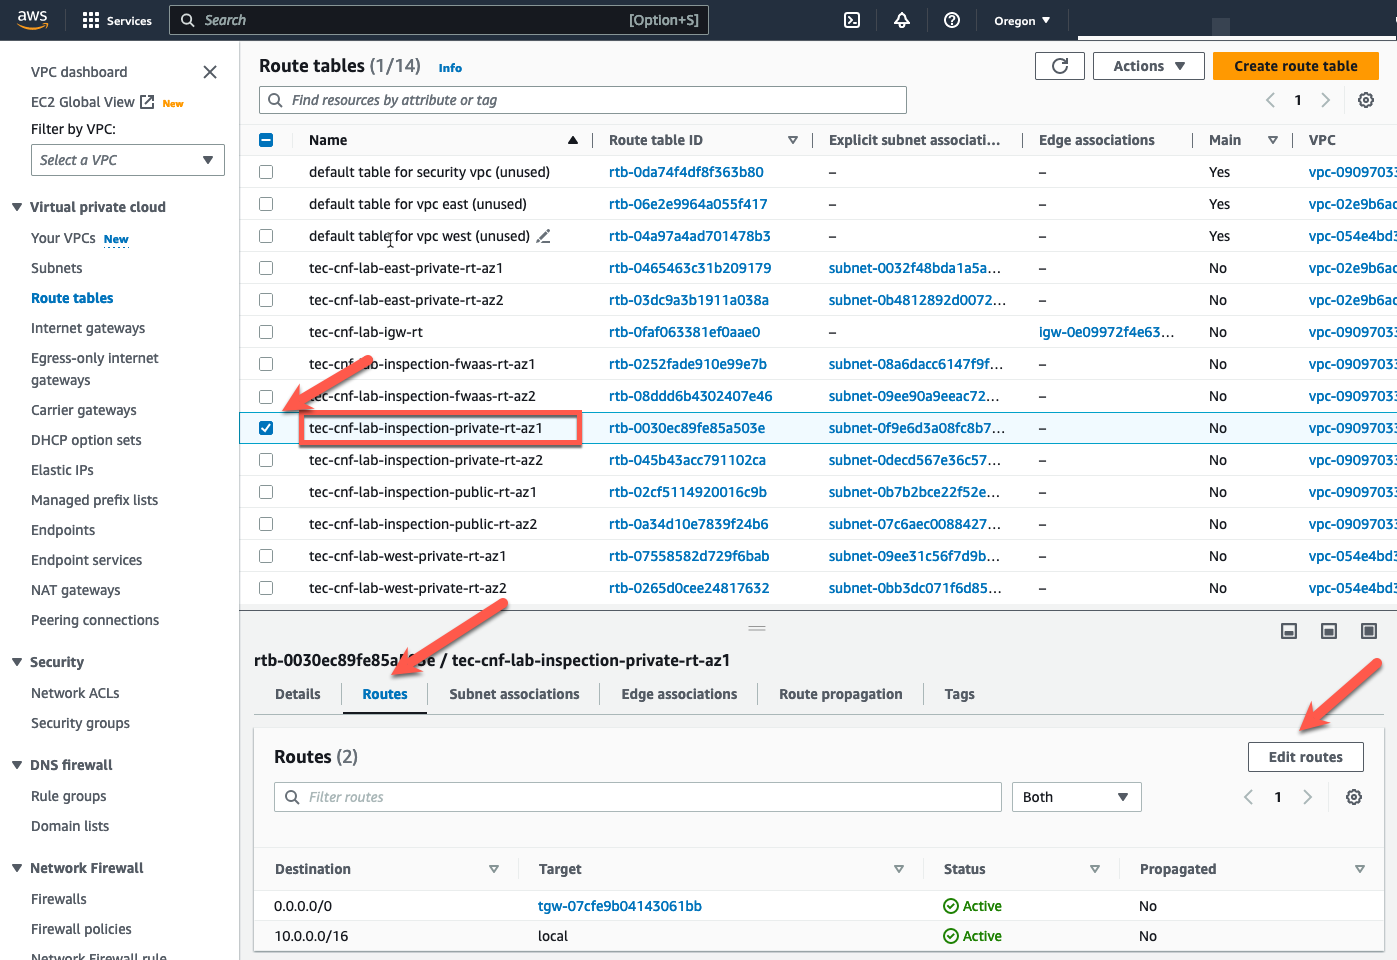 aws
Services
Search
[Option+S]
Oregon
VPC dashboard
EC2 Global View New
Filter by VPC:
Select a VPC
Virtual private cloud
Your VPCs New
Subnets
Route tables
Internet gateways
Egress-only internet
gateways
Carrier gateways
DHCP option sets
Elastic IPs
Managed prefix lists
Endpoints
Endpoint services
NAT gateways
Peering connections
Security
Network ACLs
Security groups
DNS firewall
Rule groups
Domain lists
Network Firewall
Firewalls
Firewall policies
Network Firewall rule
Route tables (1/14) Info
Actions
Create route table
Find resources by attribute or tag
1
Name Route table ID Explicit subnet associati... Edge associations Main VPC
default table for security vpc (unused) rtb-0da74f4df8f363b80 – – Yes vpc-0909703
default table for vpc east (unused) rtb-06e2e9964a055f417 – – Yes vpc-02e9b6a
default table for vpc west (unused) rtb-04a97a4ad701478b3 – – Yes vpc-054e4bd
tec-cnf-lab-east-private-rt-az1 rtb-0465463c31b209179 subnet-0032f48bda1a5a... – No vpc-02e9b6a
tec-cnf-lab-east-private-rt-az2 rtb-03dc9a3b1911a038a subnet-0b4812892d0072... – No vpc-02e9b6a
tec-cnf-lab-igw-rt rtb-0faf063381ef0aae0 – igw-0e09972f4e63... No vpc-0909703
tec-cnf-lab-inspection-fwaas-rt-az1 rtb-0252fade910e99e7b subnet-08a6dacc6147f9f... – No vpc-0909703
tec-cnf-lab-inspection-fwaas-rt-az2 rtb-08ddd6b4302407e46 subnet-09ee90a9eeac72... – No vpc-0909703
tec-cnf-lab-inspection-private-rt-az1 rtb-0030ec89fe85a503e subnet-0f9e6d3a08fc8b7... – No vpc-0909703
tec-cnf-lab-inspection-private-rt-az2 rtb-045b43acc791102ca subnet-0decd567e36c57... – No vpc-0909703
tec-cnf-lab-inspection-public-rt-az1 rtb-02cf5114920016c9b subnet-0b7b2bce22f52e... – No vpc-0909703
tec-cnf-lab-inspection-public-rt-az2 rtb-0a34d10e7839f24b6 subnet-07c6aec0088427... – No vpc-0909703
tec-cnf-lab-west-private-rt-az1 rtb-07558582d729f6bab subnet-09ee31c56f7d9b... – No vpc-054e4bd
tec-cnf-lab-west-private-rt-az2 rtb-0265d0cee24817632 subnet-0bb3dc071f6d85... – No vpc-054e4bd
rtb-0030ec89fe85a503e / tec-cnf-lab-inspection-private-rt-az1
Details Routes Subnet associations Edge associations Route propagation Tags
Routes (2)
Edit routes
Filter routes
Both
1
Destination Target Status Propagated
0.0.0.0/0 tgw-07cfe9b04143061bb Active No
10.0.0.0/16 local Active No